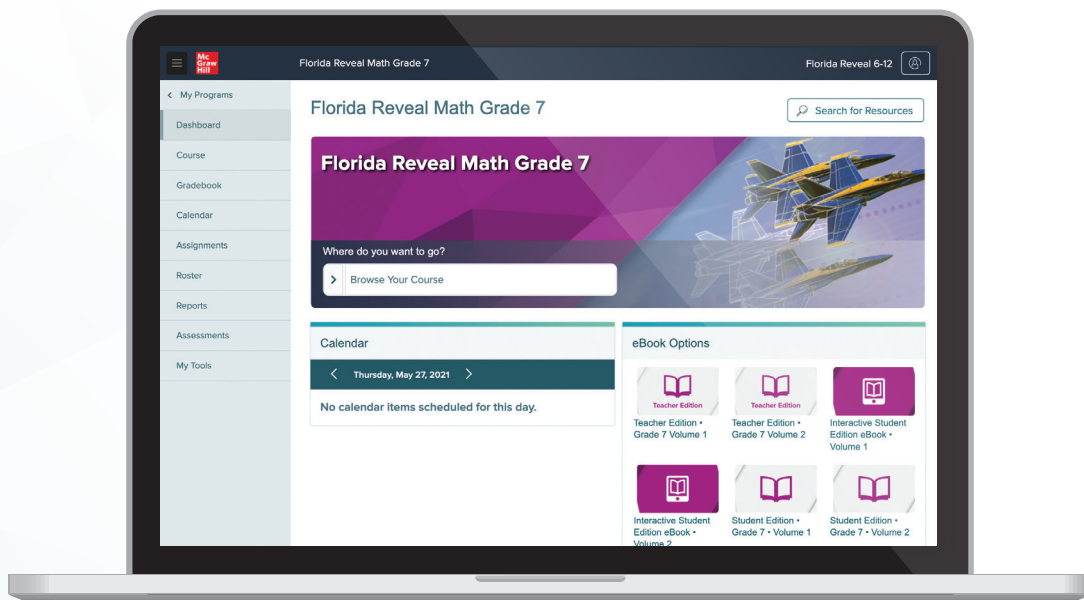 Mc
Graw
Hill
Florida Reveal Math Grade 7
Florida Reveal 6-12
My Programs
Dashboard
Course
Gradebook
Calendar
Assignments
Roster
Reports
Assessments
My Tools
Florida Reveal Math Grade 7
Search for Resources
Florida Reveal Math Grade 7
Where do you want to go?
Browse Your Course
Calendar
Thursday, May 27, 2021
No calendar items scheduled for this day.
eBook Options
Teacher Edition
Teacher Edition •
Grade 7 Volume 1
Teacher Edition
Teacher Edition •
Grade 7 Volume 2
Interactive Student
Edition eBook •
Volume 1
Interactive Student
Edition eBook •
Volume 2
Student Edition •
Grade 7 • Volume 1
Student Edition •
Grade 7 • Volume 2